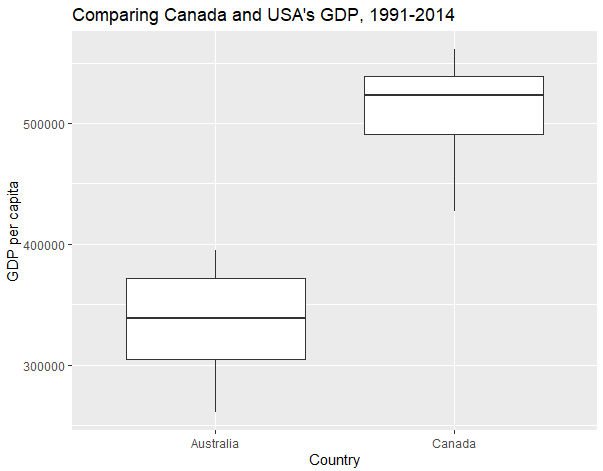 Comparing Canada and USA's GDP, 1991-2014
GDP per capita
500000
400000
300000
Australia
Canada
Country